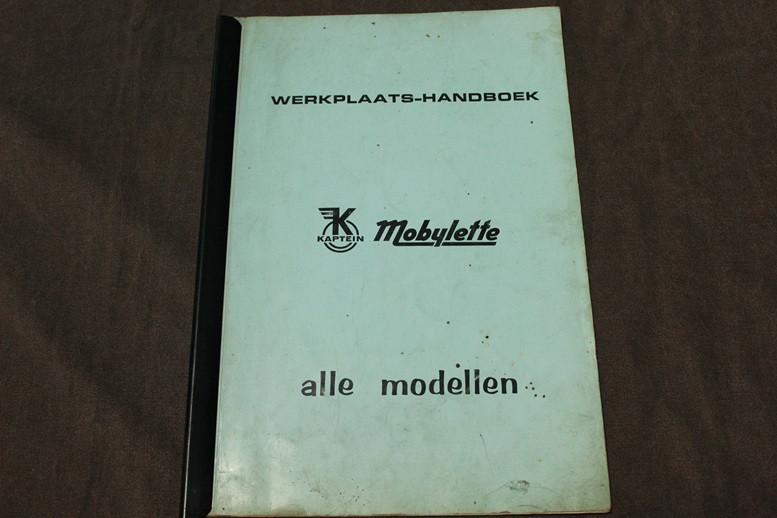 WERKPLAATS-HANDBOEK
K KAPTEIN Mobylette
alle modellen